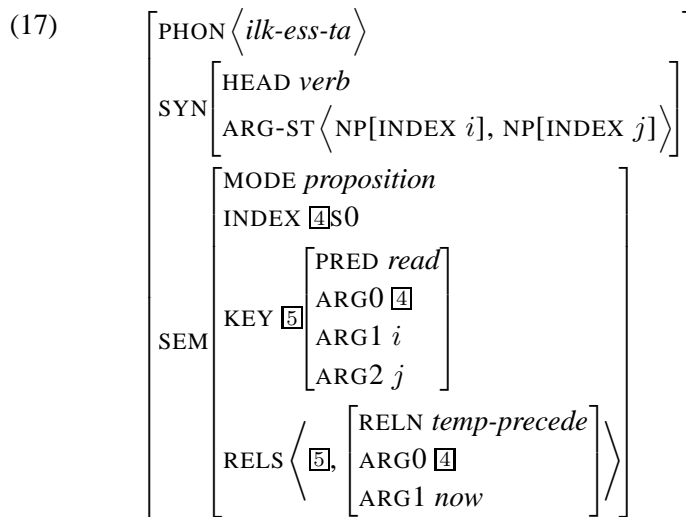 (17)
PHON ⟨ilk-ess-ta⟩
HEAD verb
SYN
ARG-ST ⟨NP[INDEX i], NP[INDEX j]⟩
MODE proposition
INDEX 4 S0
PRED read
ARG0 4
KEY 5
ARG1 i
SEM
ARG2 j
RELN temp-precede
RELS ⟨ 5, ARG0 4 ⟩
ARG1 now